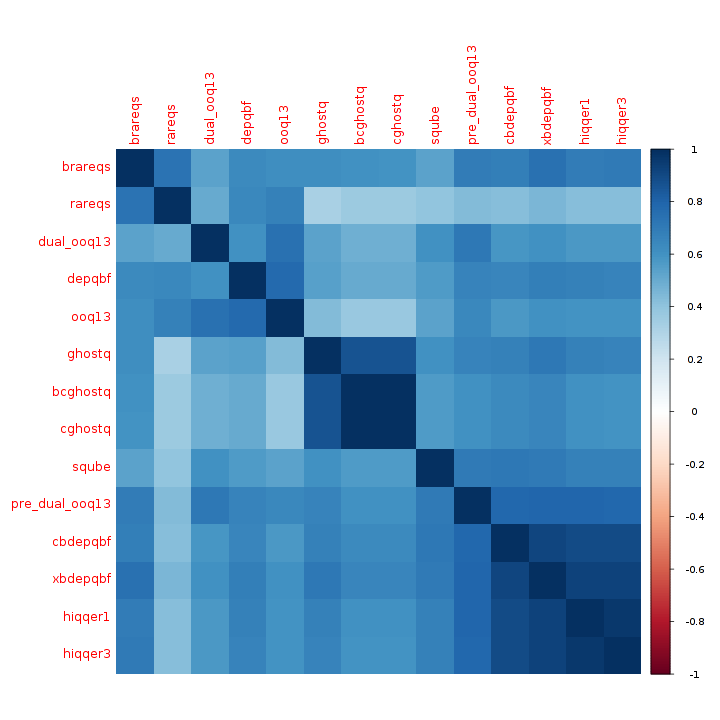 brareqs
rareqs
dual_ooq13
depqbf
ooq13
ghostq
bcghostq
cghostq
sqube
pre_dual_ooq13
cbdepqbf
xbdepqbf
hiqqer1
hiqqer3
brareqs
rareqs
dual_ooq13
depqbf
ooq13
ghostq
bcghostq
cghostq
sqube
pre_dual_ooq13
cbdepqbf
xbdepqbf
hiqqer1
hiqqer3
1
0.8
0.6
0.4
0.2
0
-0.2
-0.4
-0.6
-0.8
-1